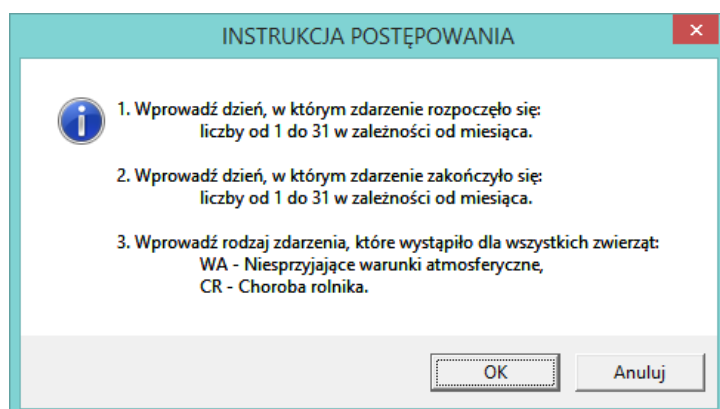 INSTRUKCJA POSTĘPOWANIA
1. Wprowadź dzień, w którym zdarzenie rozpoczęło się:
liczby od 1 do 31 w zależności od miesiąca.
2. Wprowadź dzień, w którym zdarzenie zakończyło się:
liczby od 1 do 31 w zależności od miesiąca.
3. Wprowadź rodzaj zdarzenia, które wystąpiło dla wszystkich zwierząt:
WA - Niesprzyjające warunki atmosferyczne,
CR - Choroba rolnika.
OK Anuluj